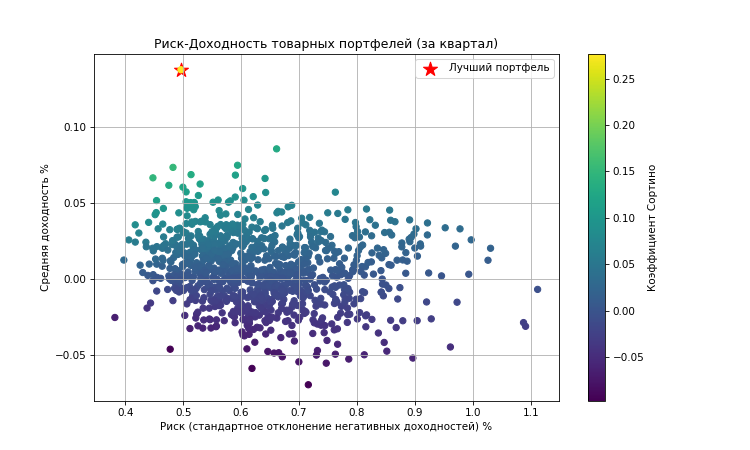 Риск-Доходность товарных портфелей (за квартал)
Лучший портфель
Средняя доходность %
0.10
0.05
0.00
−0.05
0.4 0.5 0.6 0.7 0.8 0.9 1.0 1.1
Риск (стандартное отклонение негативных доходностей) %
0.25
0.20
0.15
0.10
0.05
0.00
−0.05
Коэффициент Сортино